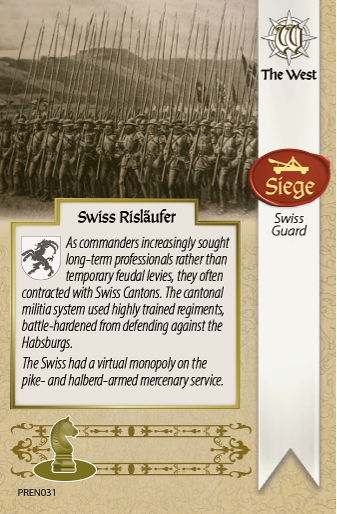 The West
Siege
Swiss
Guard
Swiss Risläufer
As commanders increasingly sought
long-term professionals rather than
temporary feudal levies, they often
contracted with Swiss Cantons. The cantonal
militia system used highly trained regiments,
battle-hardened from defending against the
Habsburgs.
The Swiss had a virtual monopoly on the
pike- and halberd-armed mercenary service.
PREN031